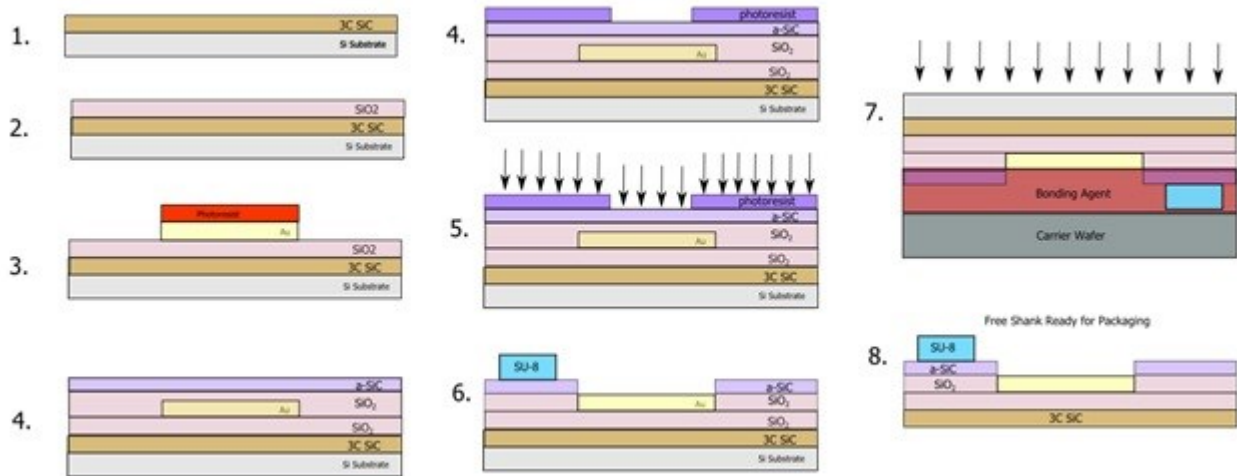 1.
3C SiC
Si Substrate
2.
SiO2
3C SiC
Si Substrate
3.
Photoresist
Au
SiO2
3C SiC
Si Substrate
4.
a-SiC
SiO₂
Au
SiO₂
3C SiC
Si Substrate
4.
photoresist
a-SiC
SiO₂
Au
SiO₂
3C SiC
Si Substrate
5.
photoresist
a-SiC
SiO₂
Au
SiO₂
3C SiC
Si Substrate
6.
SU-8
a-SiC
SiO₂
Au
SiO₂
3C SiC
Si Substrate
7.
Bonding Agent
Carrier Wafer
Free Shank Ready for Packaging
8.
SU-8
a-SiC
SiO₂
3C SiC